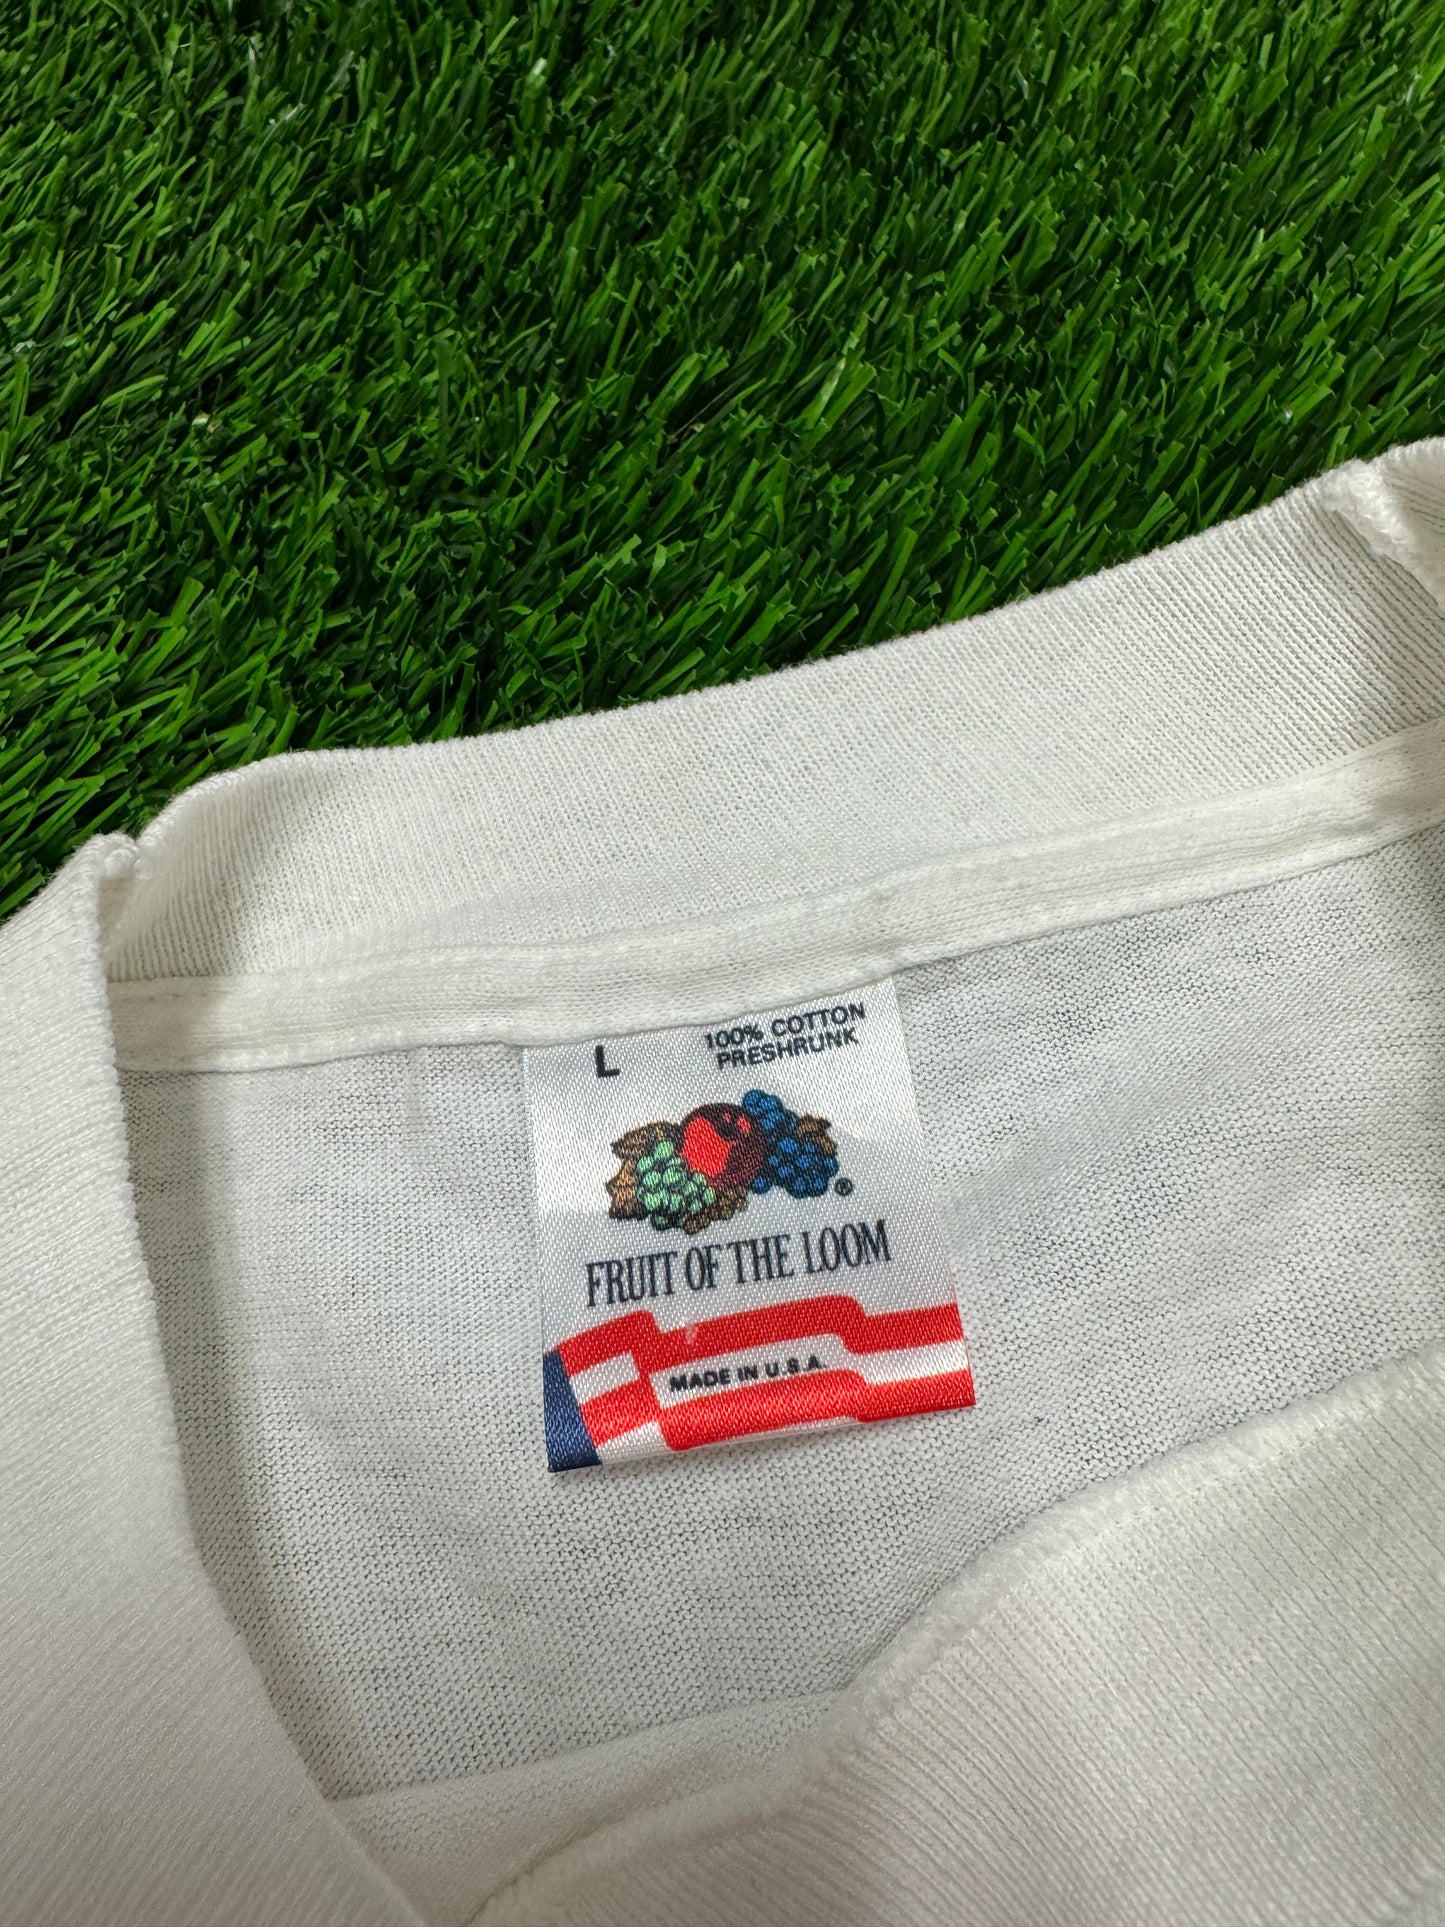 L
100% COTTON
PRESHRUNK
®
FRUIT OF THE LOOM
MADE IN U.S.A.